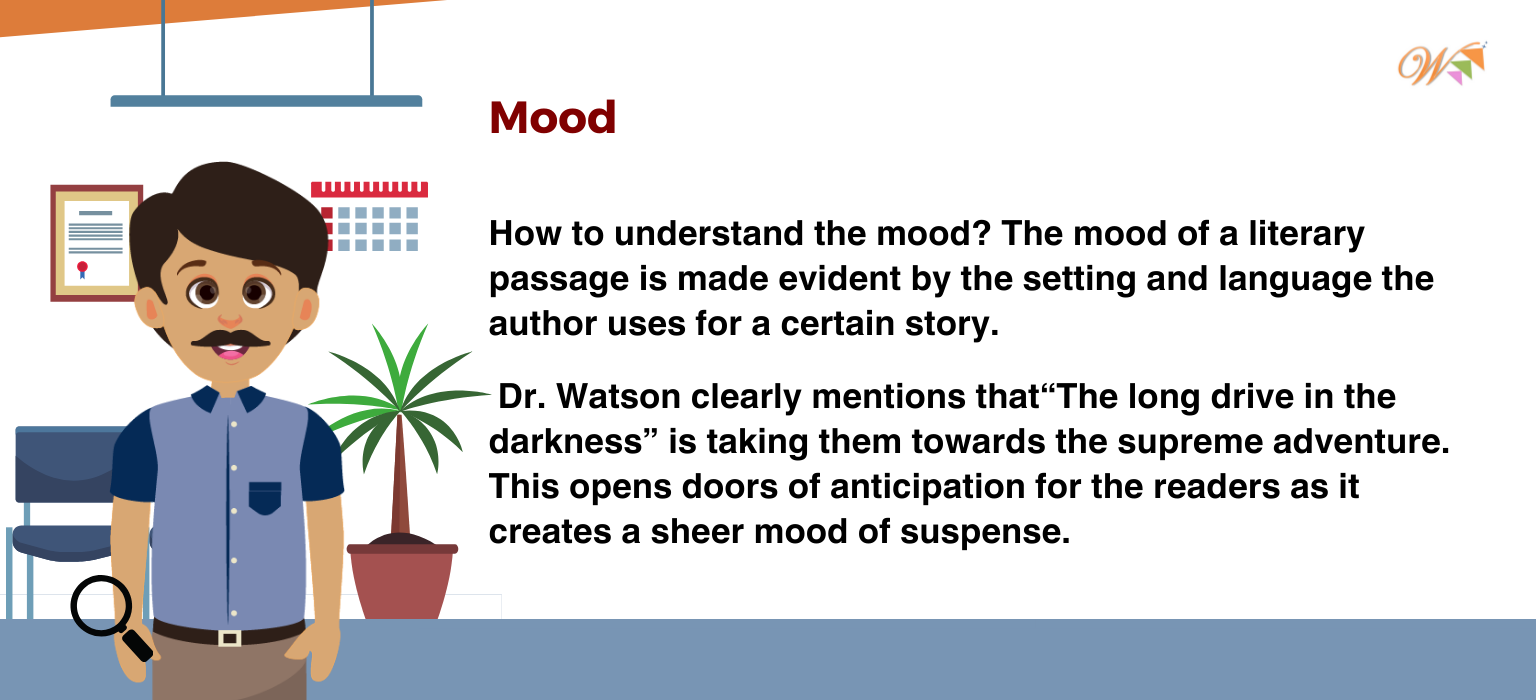 W
Mood
How to understand the mood? The mood of a literary
passage is made evident by the setting and language the
author uses for a certain story.
Dr. Watson clearly mentions that“The long drive in the
darkness” is taking them towards the supreme adventure.
This opens doors of anticipation for the readers as it
creates a sheer mood of suspense.